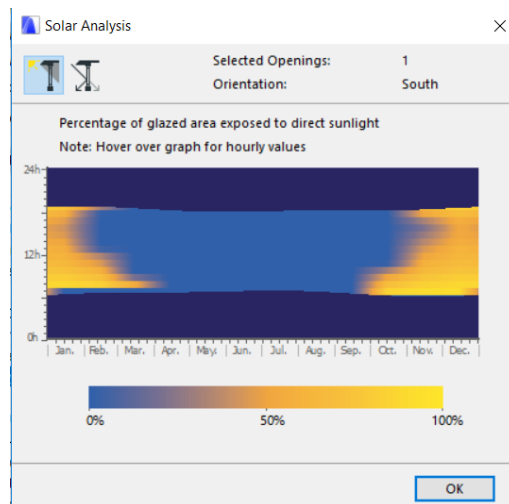 Solar Analysis
Selected Openings: 1
Orientation: South
Percentage of glazed area exposed to direct sunlight
Note: Hover over graph for hourly values
24h
12h
0h
Jan. | Feb. | Mar. | Apr. | May. | Jun. | Jul. | Aug. | Sep. | Oct. | Nov. | Dec. |
0% 50% 100%
OK